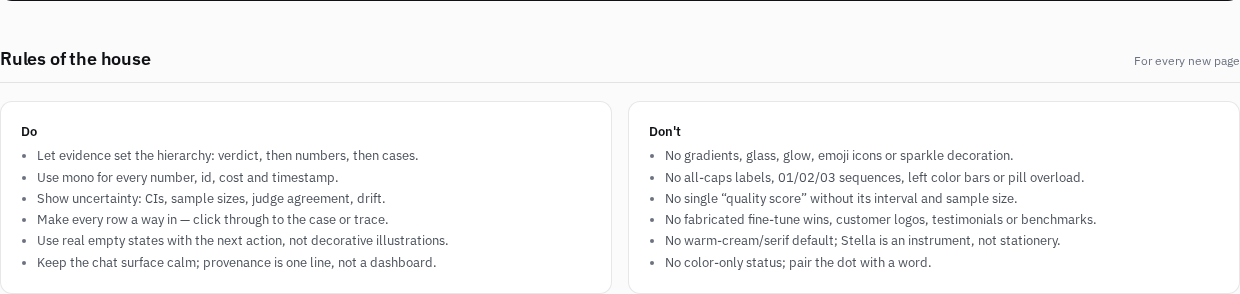 Rules of the house
For every new page
Do
• Let evidence set the hierarchy: verdict, then numbers, then cases.
• Use mono for every number, id, cost and timestamp.
• Show uncertainty: CIs, sample sizes, judge agreement, drift.
• Make every row a way in — click through to the case or trace.
• Use real empty states with the next action, not decorative illustrations.
• Keep the chat surface calm; provenance is one line, not a dashboard.
Don't
• No gradients, glass, glow, emoji icons or sparkle decoration.
• No all-caps labels, 01/02/03 sequences, left color bars or pill overload.
• No single “quality score” without its interval and sample size.
• No fabricated fine-tune wins, customer logos, testimonials or benchmarks.
• No warm-cream/serif default; Stella is an instrument, not stationery.
• No color-only status; pair the dot with a word.